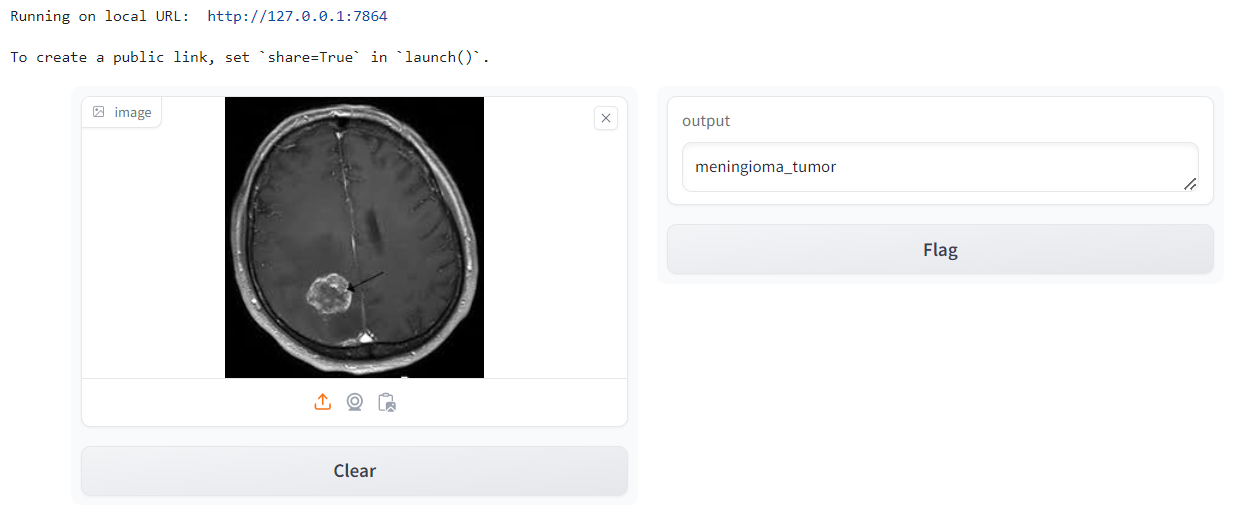 Running on local URL:  http://127.0.0.1:7864
To create a public link, set `share=True` in `launch()`.
image
output
meningioma_tumor
Flag
Clear